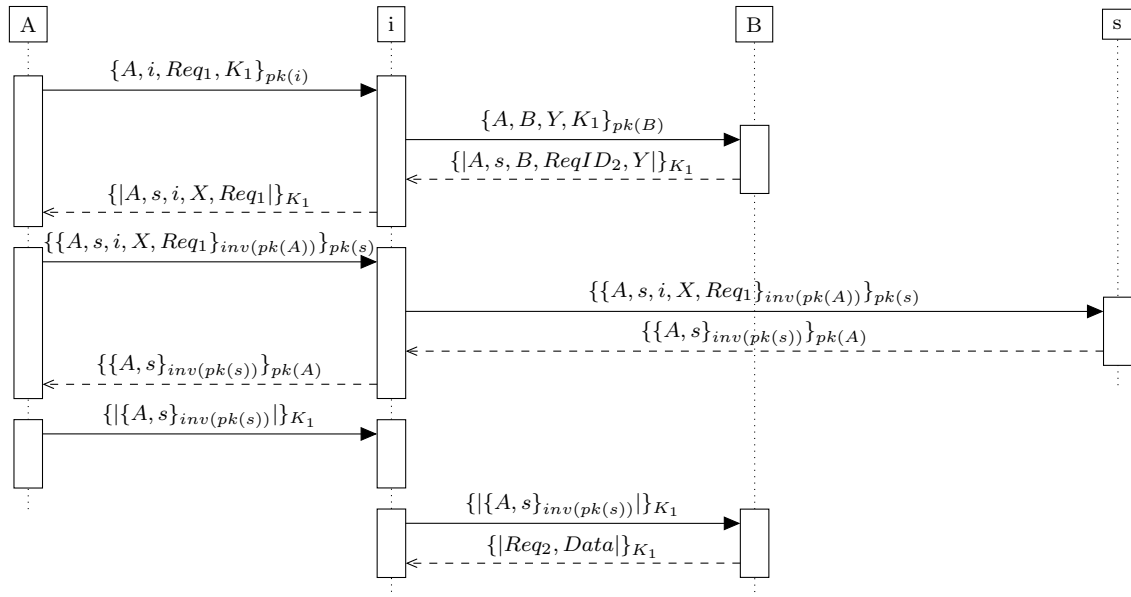 A i B s
{A, i, Req₁, K₁}ₚₖ₍ᵢ₎
{A, B, Y, K₁}_{pk(B)}
{|A, s, B, ReqID₂, Y|}_{K₁}
{|A, s, i, X, Req₁|}_{K₁}
{{A, s, i, X, Req₁}_{inv(pk(A))}}_{pk(s)}
{{A, s, i, X, Req₁}_{inv(pk(A))}}_{pk(s)}
{{A, s}_{inv(pk(s))}}_{pk(A)}
{{A, s}_{inv(pk(s))}}_{pk(A)}
{|{A, s}_{inv(pk(s))}|}_{K₁}
{|{A, s}_{inv(pk(s))}|}_{K₁}
{|Req₂, Data|}_{K₁}